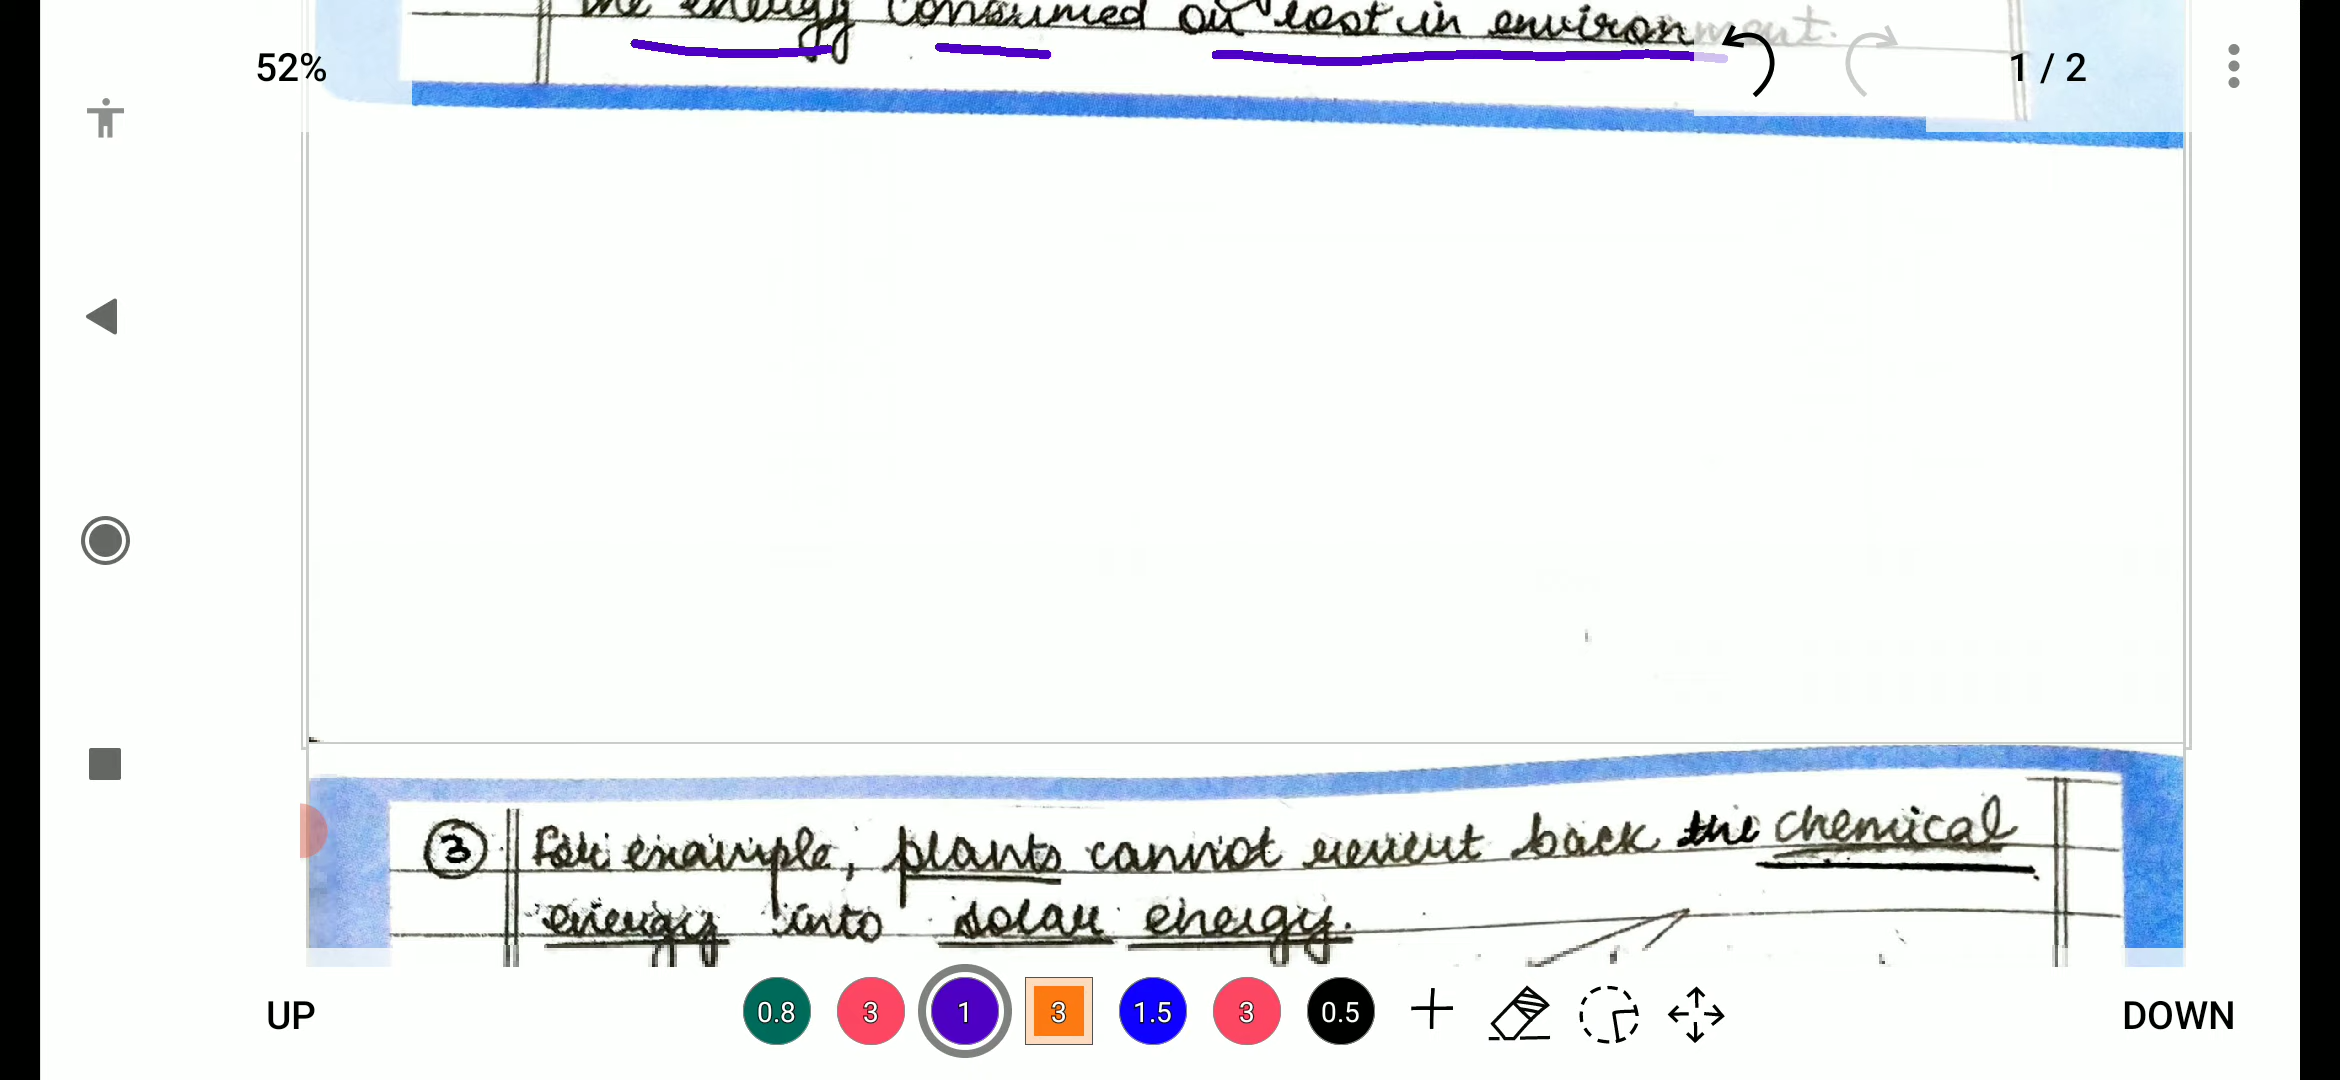 the energy consumed or lost in environment.
52%
1 / 2
3 For example, plants cannot revert back the chemical
energy into solar energy.
UP
0.8
3
1
3
1.5
3
0.5
DOWN